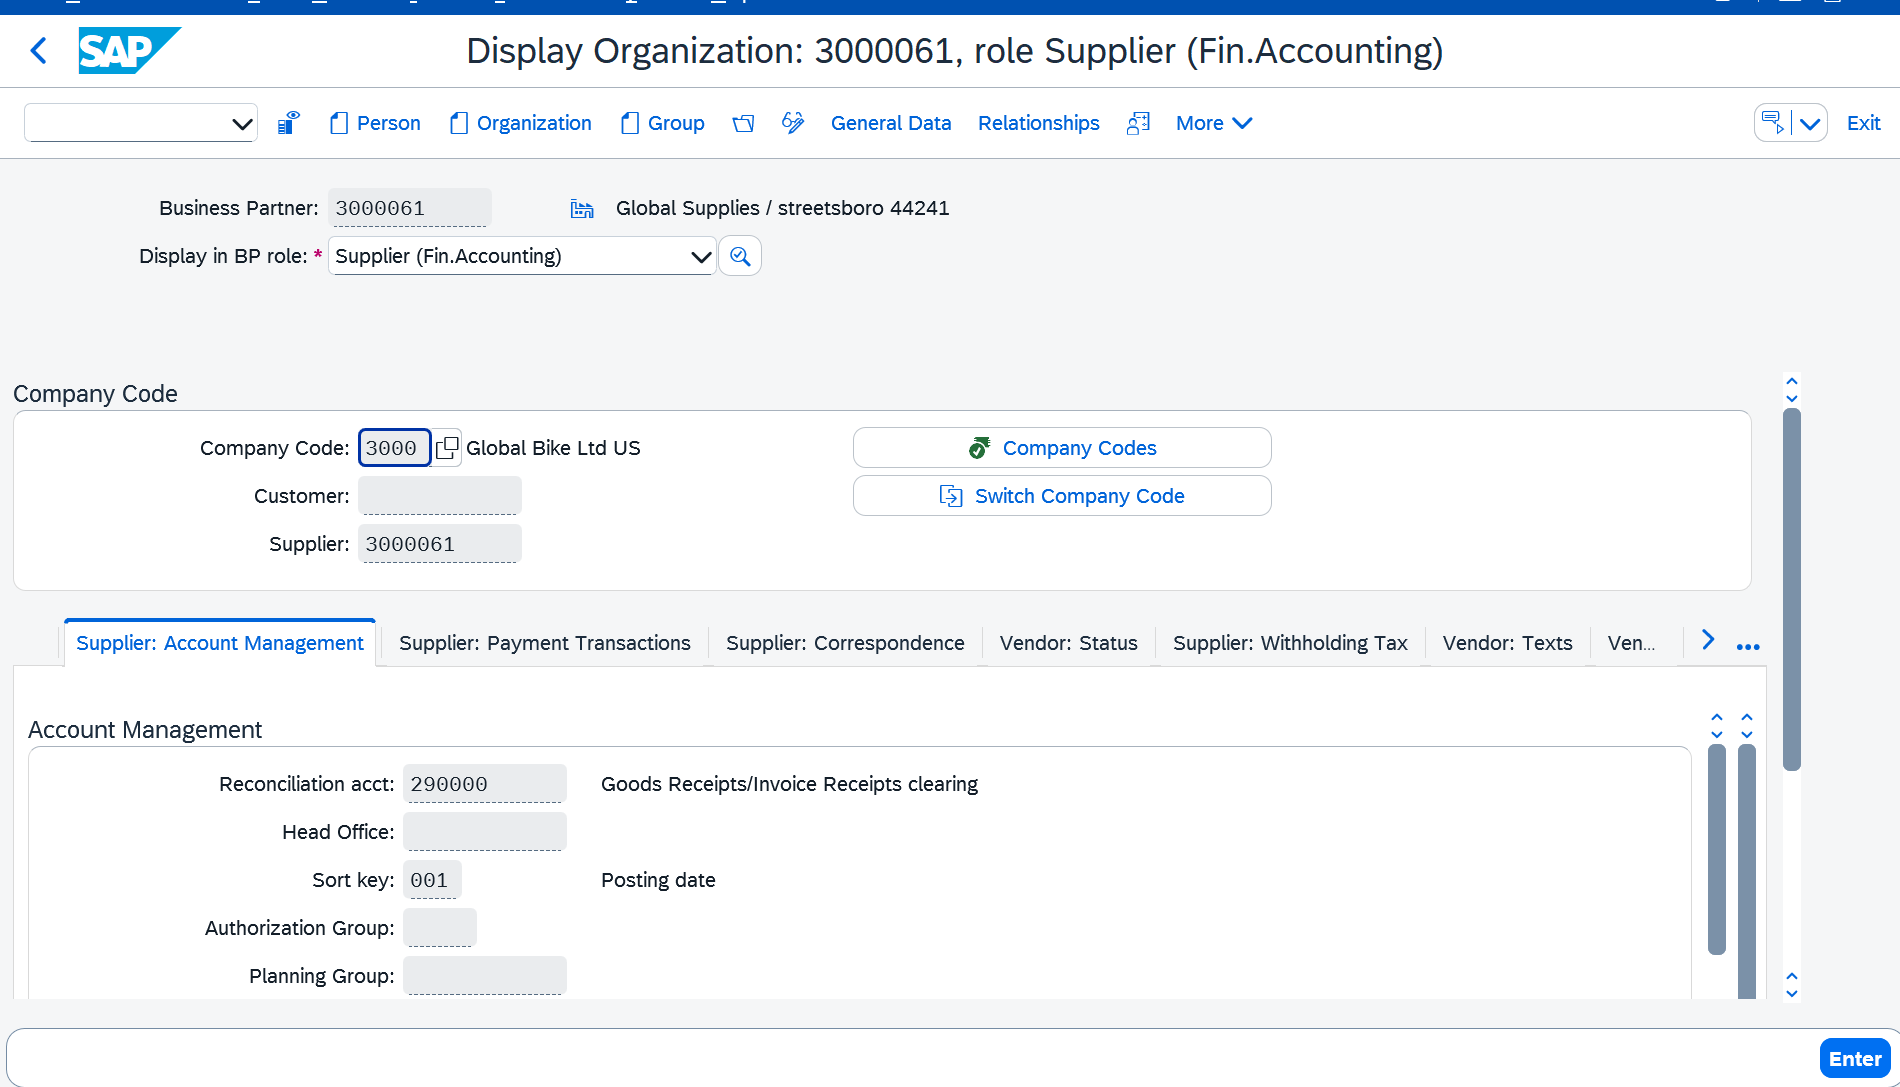 SAP
Display Organization: 3000061, role Supplier (Fin.Accounting)
Person Organization Group General Data Relationships More Exit
Business Partner: 3000061 Global Supplies / streetsboro 44241
Display in BP role: * Supplier (Fin.Accounting)
Company Code
Company Code: 3000 Global Bike Ltd US Company Codes
Customer: Switch Company Code
Supplier: 3000061
Supplier: Account Management Supplier: Payment Transactions Supplier: Correspondence Vendor: Status Supplier: Withholding Tax Vendor: Texts Ven...
Account Management
Reconciliation acct: 290000 Goods Receipts/Invoice Receipts clearing
Head Office:
Sort key: 001 Posting date
Authorization Group:
Planning Group:
Enter